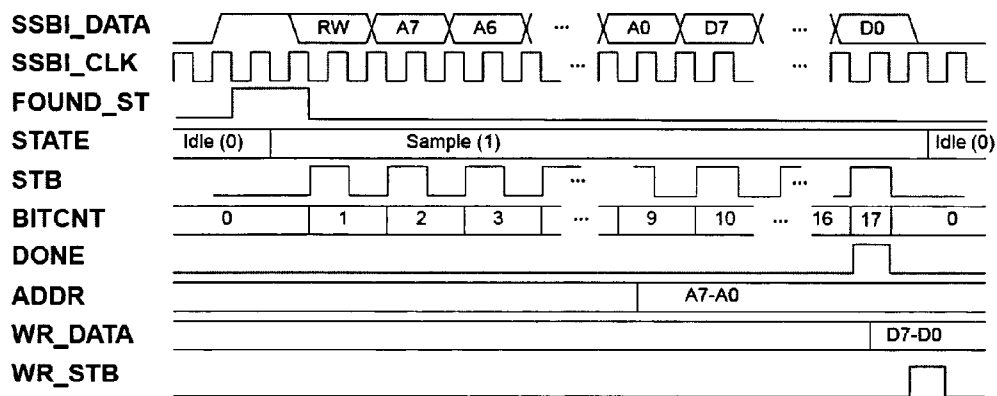 SSBI_DATA RW A7 A6 ... A0 D7 ... D0
SSBI_CLK ... ...
FOUND_ST
STATE Idle (0) Sample (1) Idle (0)
STB ... ...
BITCNT 0 1 2 3 ... 9 10 ... 16 17 0
DONE
ADDR A7-A0
WR_DATA D7-D0
WR_STB